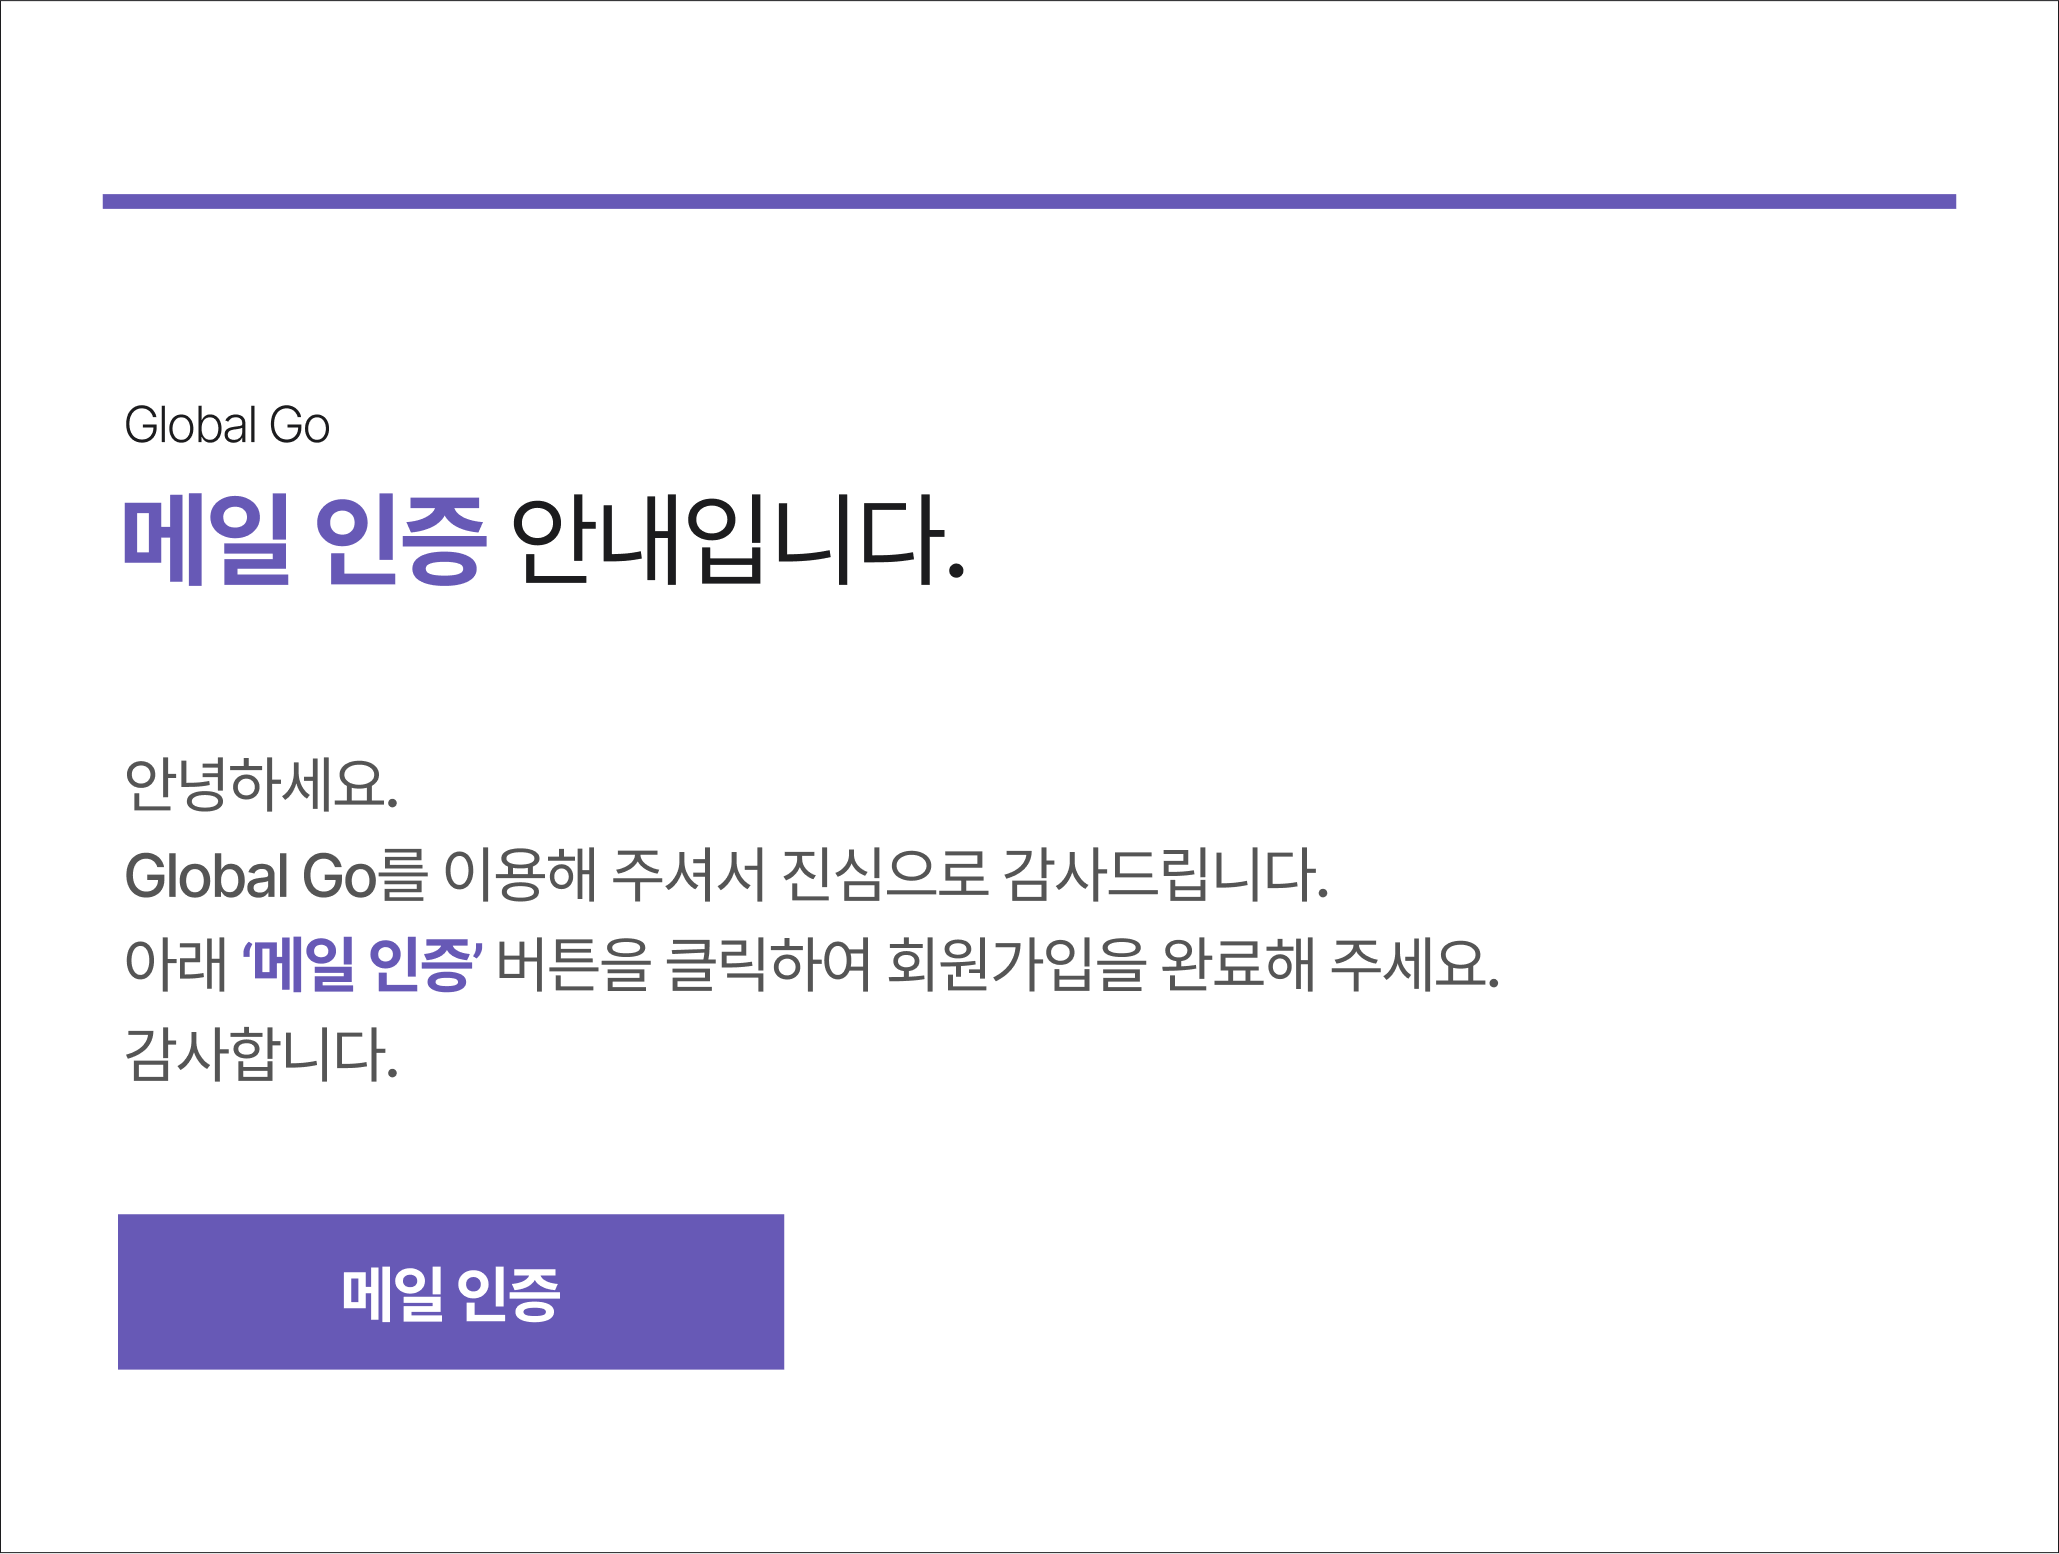 Global Go
메일 인증 안내입니다.
안녕하세요.
Global Go를 이용해 주셔서 진심으로 감사드립니다.
아래 ‘메일 인증’ 버튼을 클릭하여 회원가입을 완료해 주세요.
감사합니다.
메일 인증